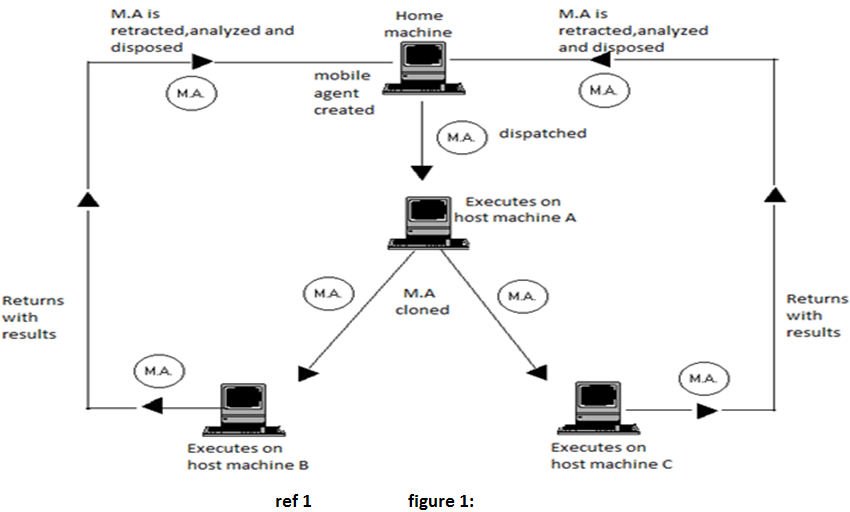 M.A is
retracted,analyzed and
disposed
M.A.
Home
machine
M.A is
retracted,analyzed
and disposed
M.A.
mobile
agent
created
M.A.
dispatched
Executes on
host machine A
M.A.
M.A
cloned
M.A.
Returns
with
results
Returns
with
results
M.A.
M.A.
Executes on
host machine B
Executes on
host machine C
ref 1
figure 1: